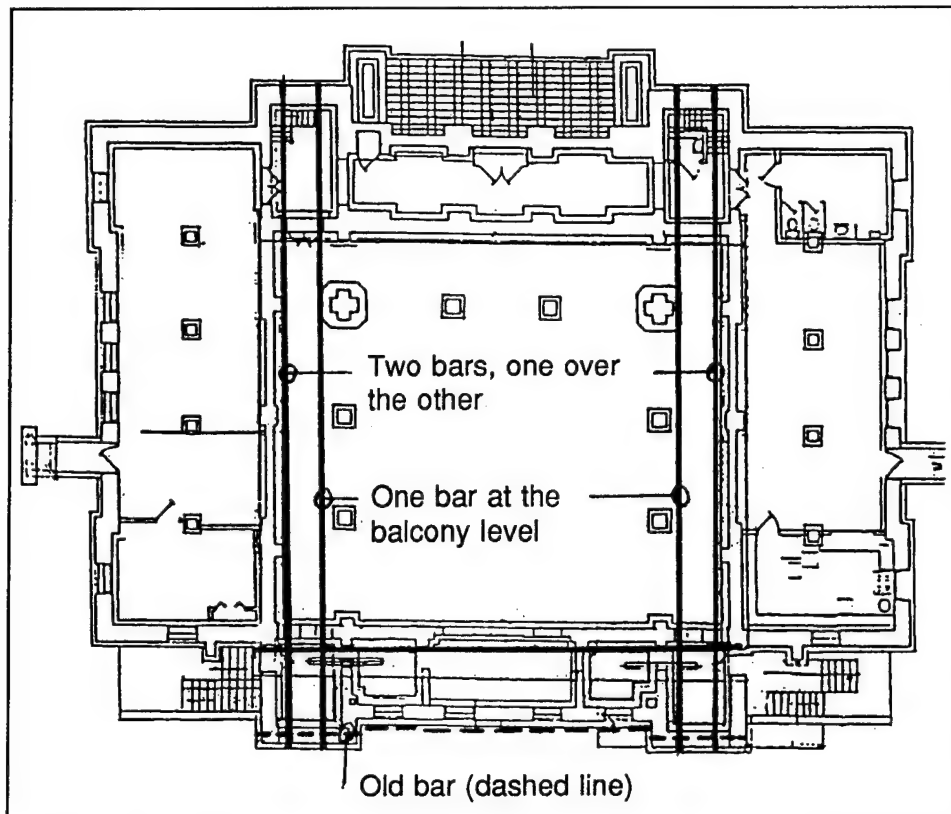 Two bars, one over
the other
One bar at the
balcony level
Old bar (dashed line)